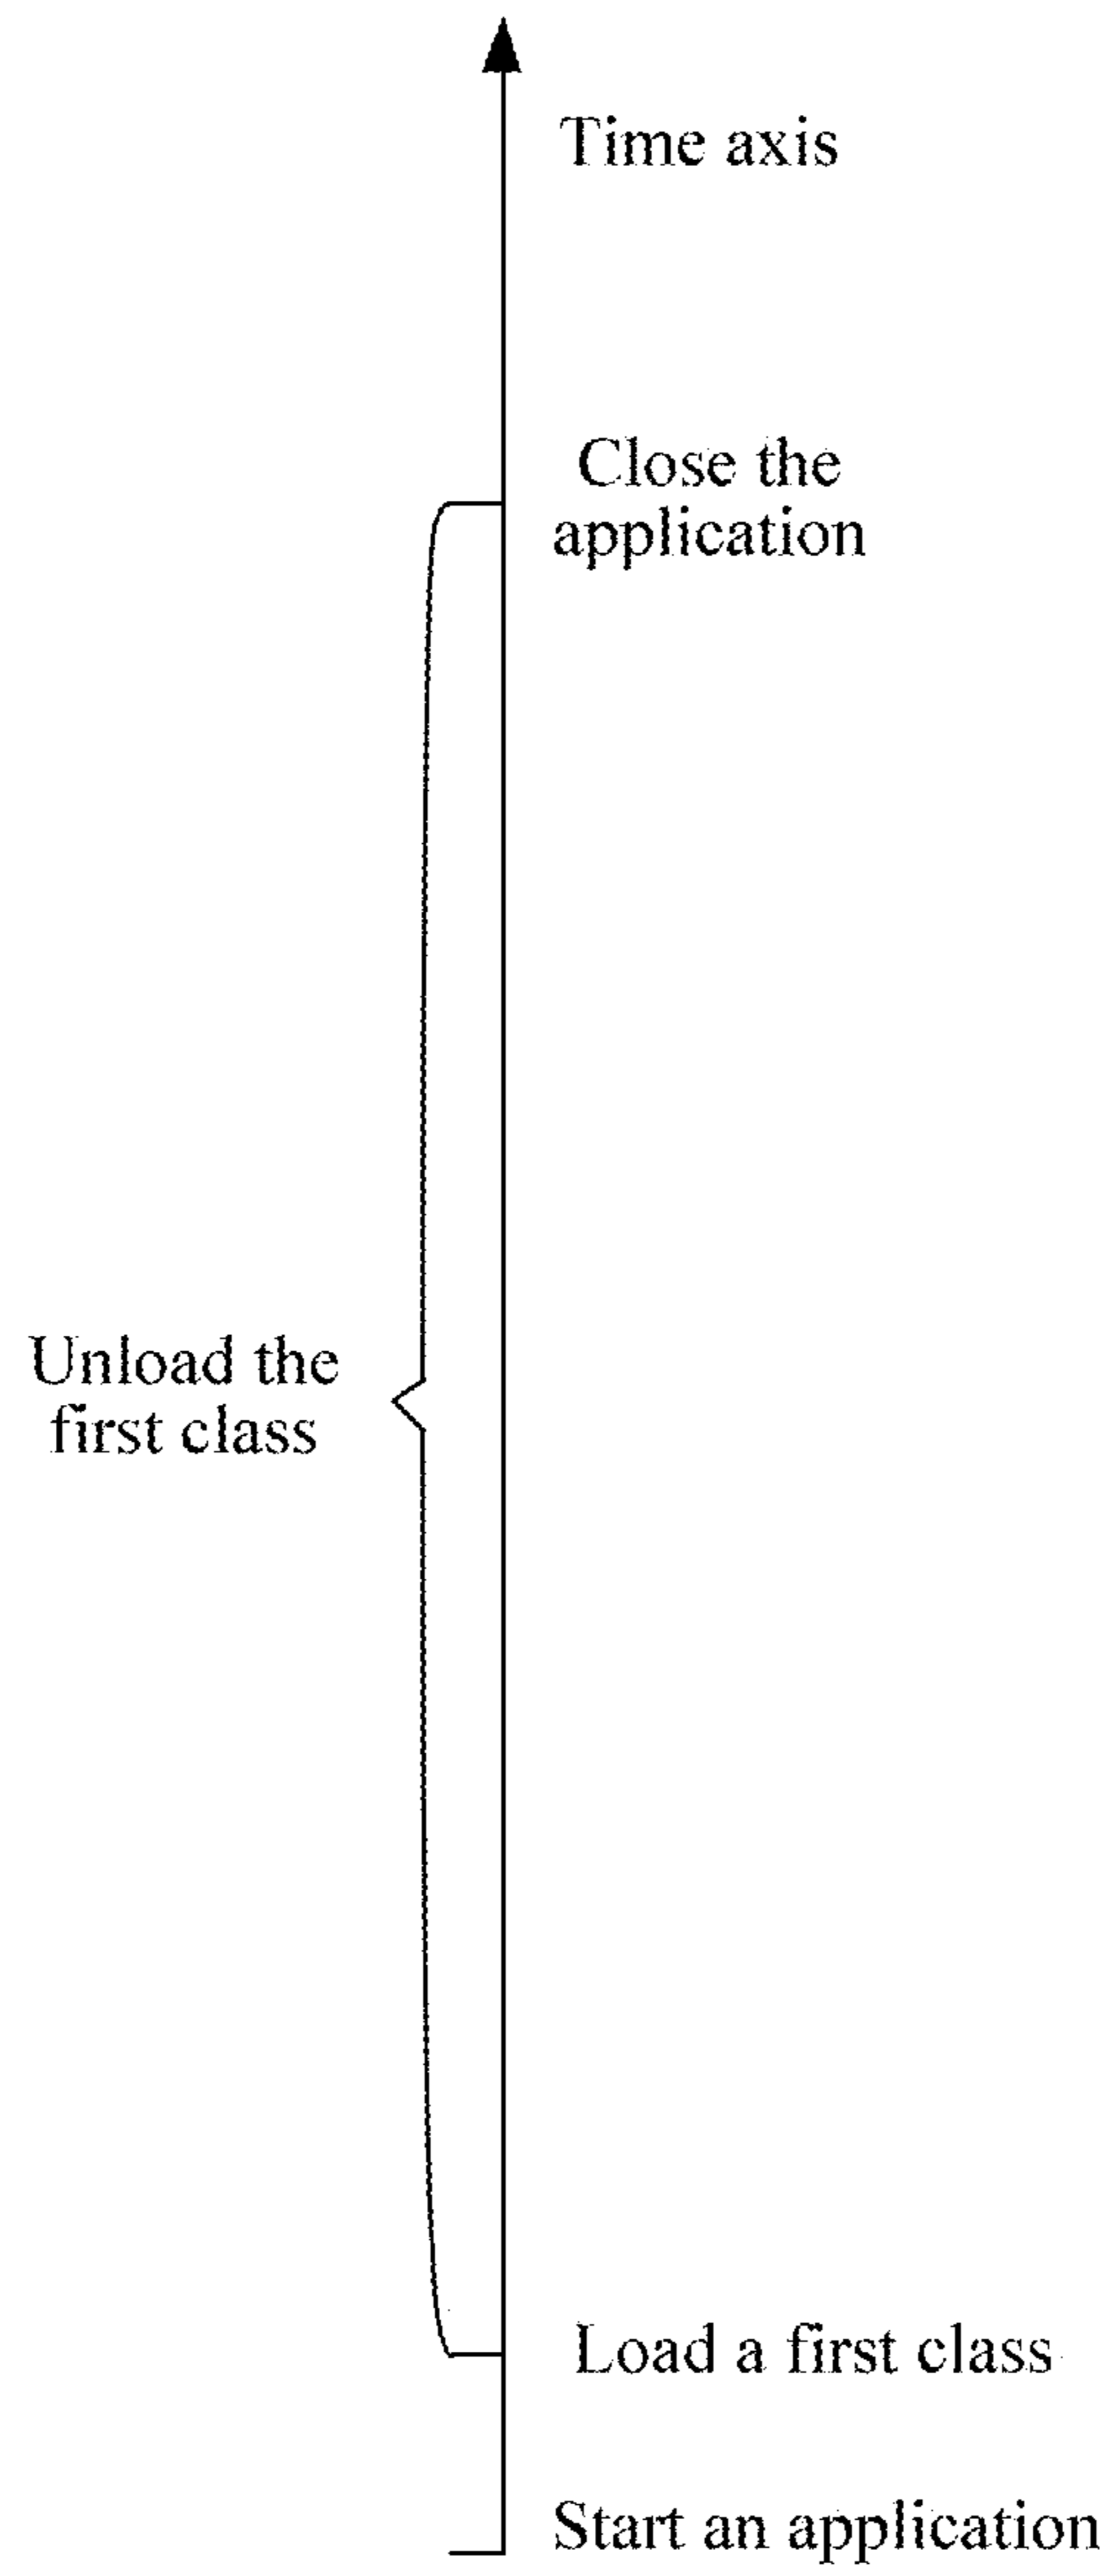 Time axis
Close the
application
Unload the
first class
Load a first class
Start an application